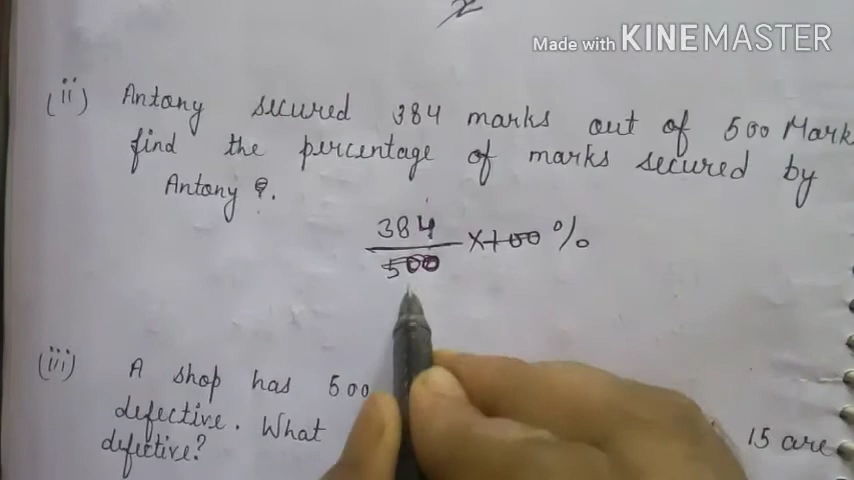 Made with KINEMASTER
(ii) Antony secured 384 marks out of 500 Mark
find the percentage of marks secured by
Antony ?.
384
500
×100 %
(iii) A shop has 500
15 are
defective. What
defective?